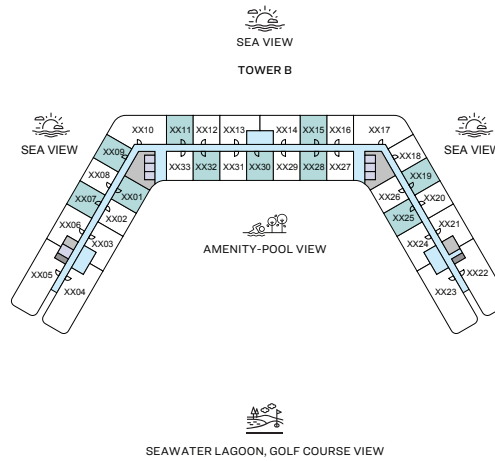 SEA VIEW
TOWER B
XX10 XX11 XX12 XX13 XX14 XX15 XX16 XX17
SEA VIEW
SEA VIEW
XX09
XX33 XX32 XX31 XX30 XX29 XX28 XX27
XX18
XX08
XX19
XX07
XX01
XX26
XX20
XX02
XX25
XX06
XX21
XX03
XX24
AMENITY-POOL VIEW
XX05
XX22
XX04
XX23
SEAWATER LAGOON, GOLF COURSE VIEW